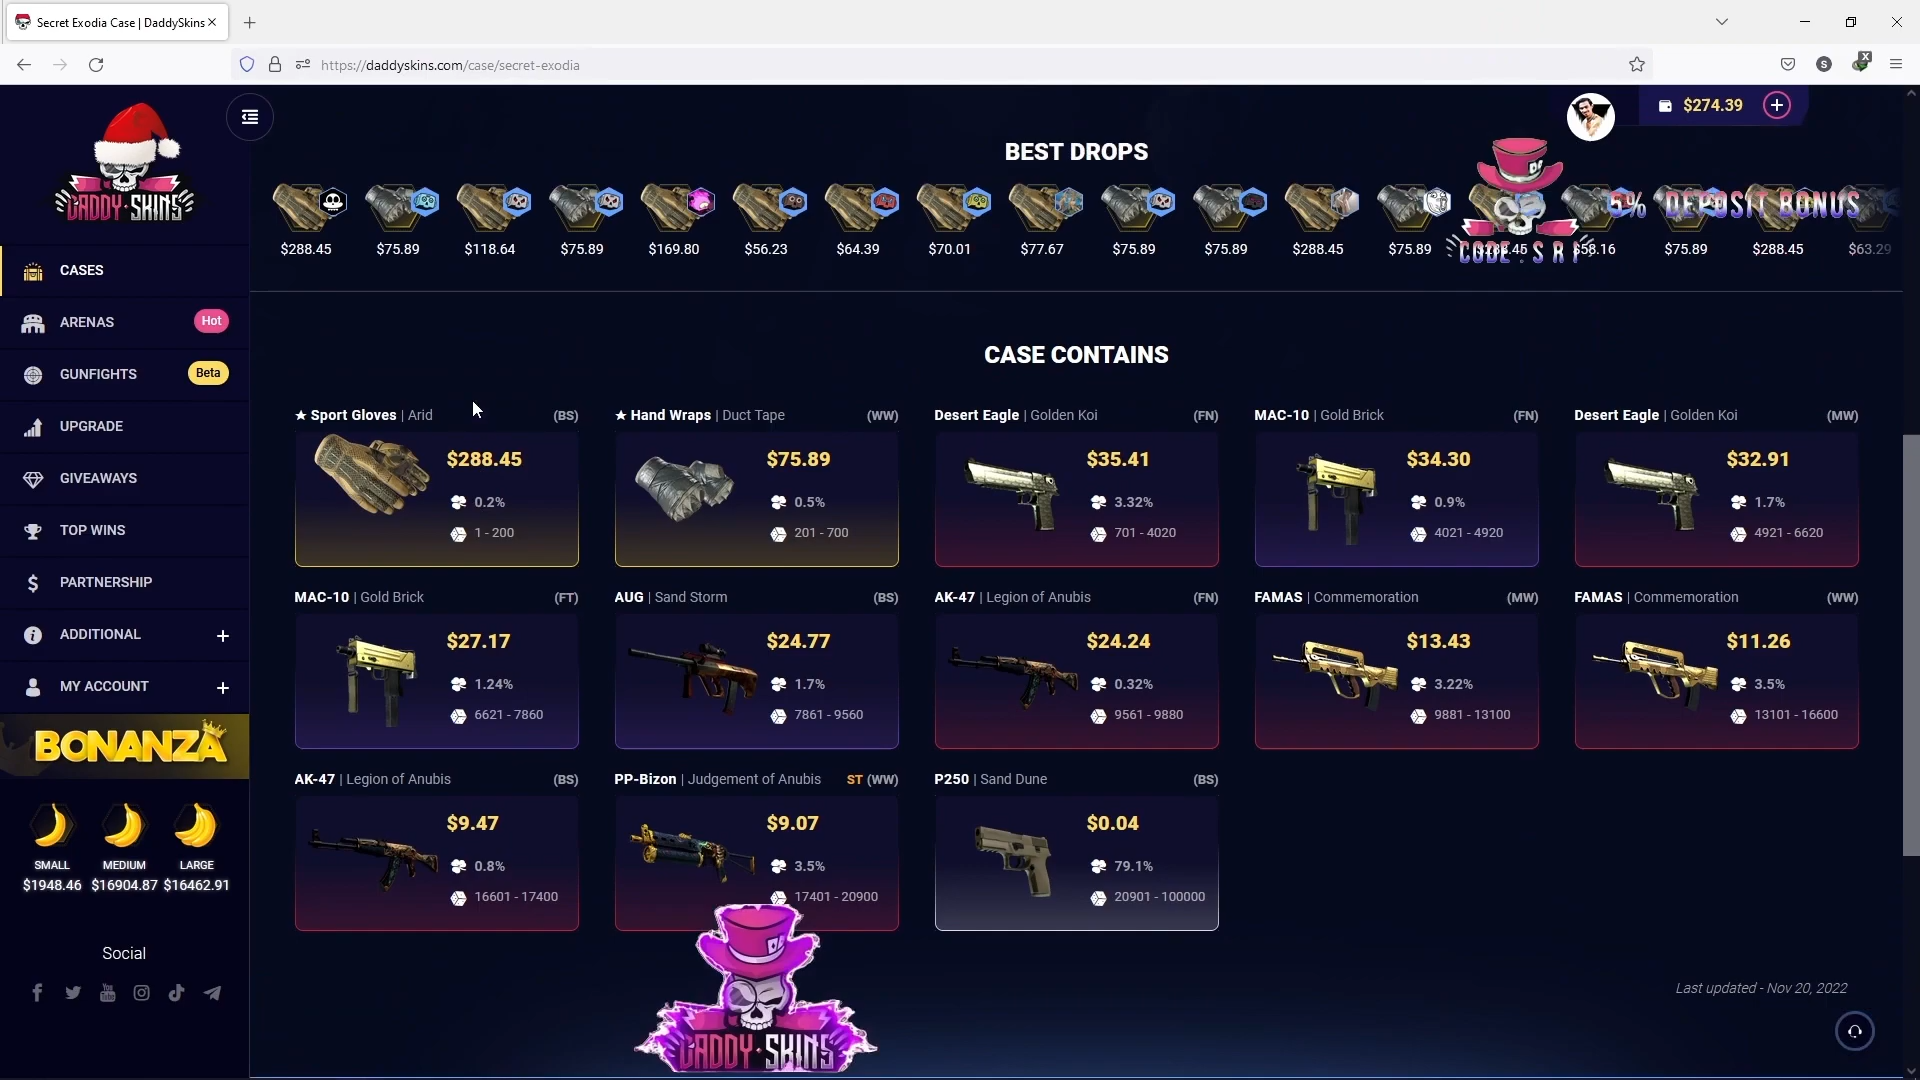 Secret Exodia Case | DaddySkins
https://daddyskins.com/case/secret-exodia
S
X
DADDY SKINS
$274.39
BEST DROPS
5% DEPOSIT BONUS
CODE : S R I
$288.45 $75.89 $118.64 $75.89 $169.80 $56.23 $64.39 $70.01 $77.67 $75.89 $75.89 $288.45 $75.89 $75.89 $288.45 $63.29
CASES
ARENAS Hot
GUNFIGHTS Beta
UPGRADE
GIVEAWAYS
TOP WINS
PARTNERSHIP
ADDITIONAL
MY ACCOUNT
BONANZA
SMALL MEDIUM LARGE
$1948.46 $16904.87 $16462.91
Social
CASE CONTAINS
★ Sport Gloves | Arid (BS)
$288.45
0.2%
1 - 200
★ Hand Wraps | Duct Tape (WW)
$75.89
0.5%
201 - 700
Desert Eagle | Golden Koi (FN)
$35.41
3.32%
701 - 4020
MAC-10 | Gold Brick (FN)
$34.30
0.9%
4021 - 4920
Desert Eagle | Golden Koi (MW)
$32.91
1.7%
4921 - 6620
MAC-10 | Gold Brick (FT)
$27.17
1.24%
6621 - 7860
AUG | Sand Storm (BS)
$24.77
1.7%
7861 - 9560
AK-47 | Legion of Anubis (FN)
$24.24
0.32%
9561 - 9880
FAMAS | Commemoration (MW)
$13.43
3.22%
9881 - 13100
FAMAS | Commemoration (WW)
$11.26
3.5%
13101 - 16600
AK-47 | Legion of Anubis (BS)
$9.47
0.8%
16601 - 17400
PP-Bizon | Judgement of Anubis ST (WW)
$9.07
3.5%
17401 - 20900
P250 | Sand Dune (BS)
$0.04
79.1%
20901 - 100000
DADDY SKINS
Last updated - Nov 20, 2022